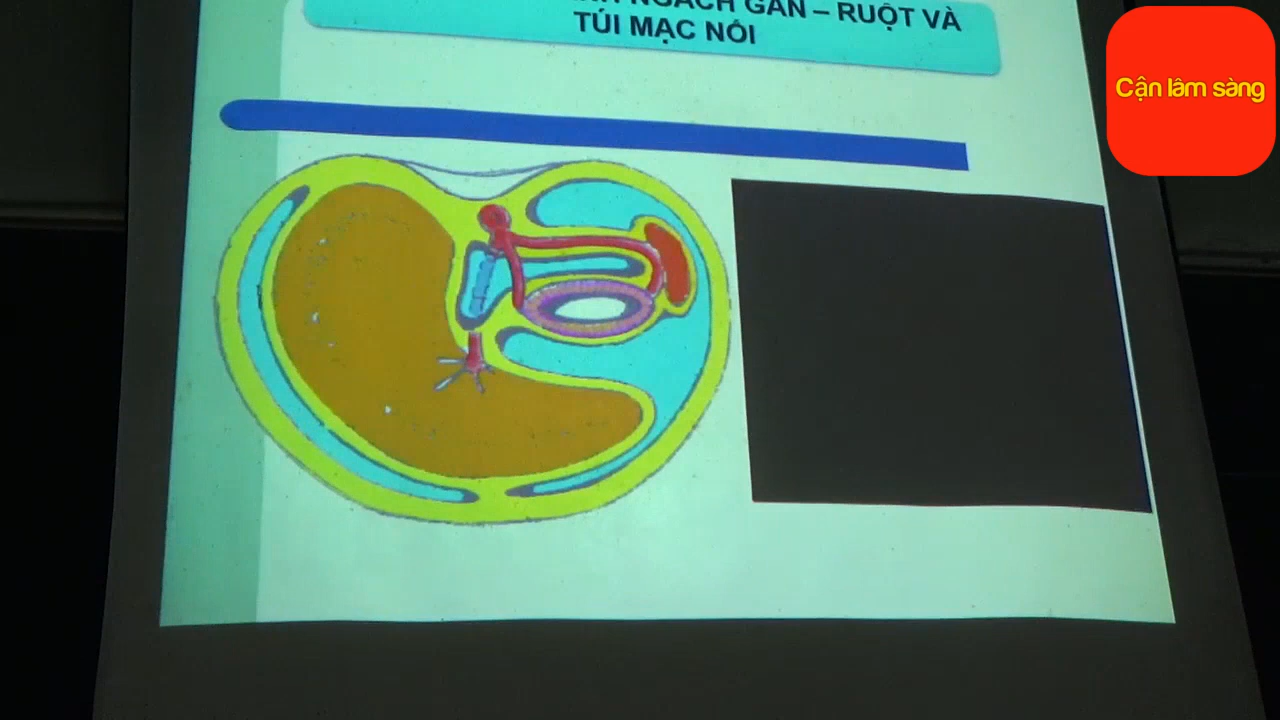 NGÁCH GAN – RUỘT VÀ
TÚI MẠC NỐI
Cận lâm sàng